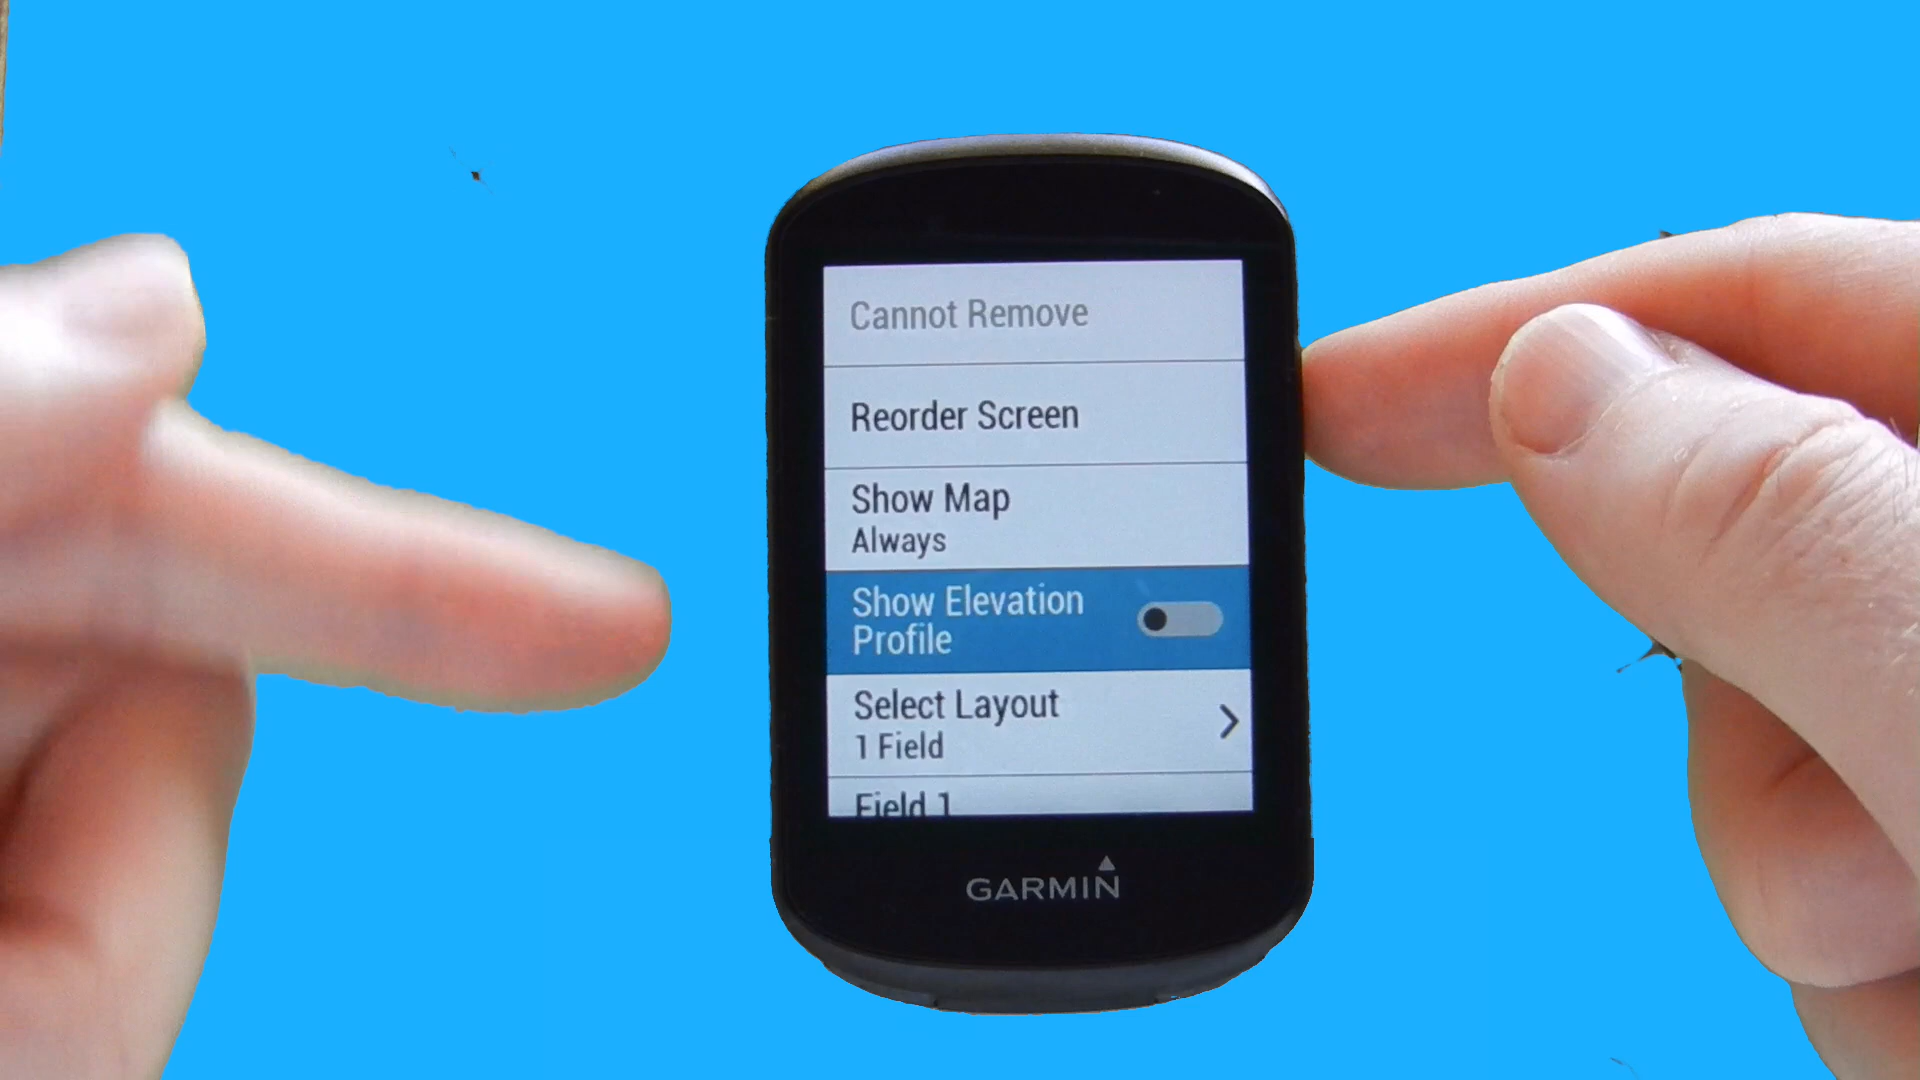 Cannot Remove
Reorder Screen
Show Map
Always
Show Elevation
Profile
Select Layout
1 Field
Field 1
GARMIN